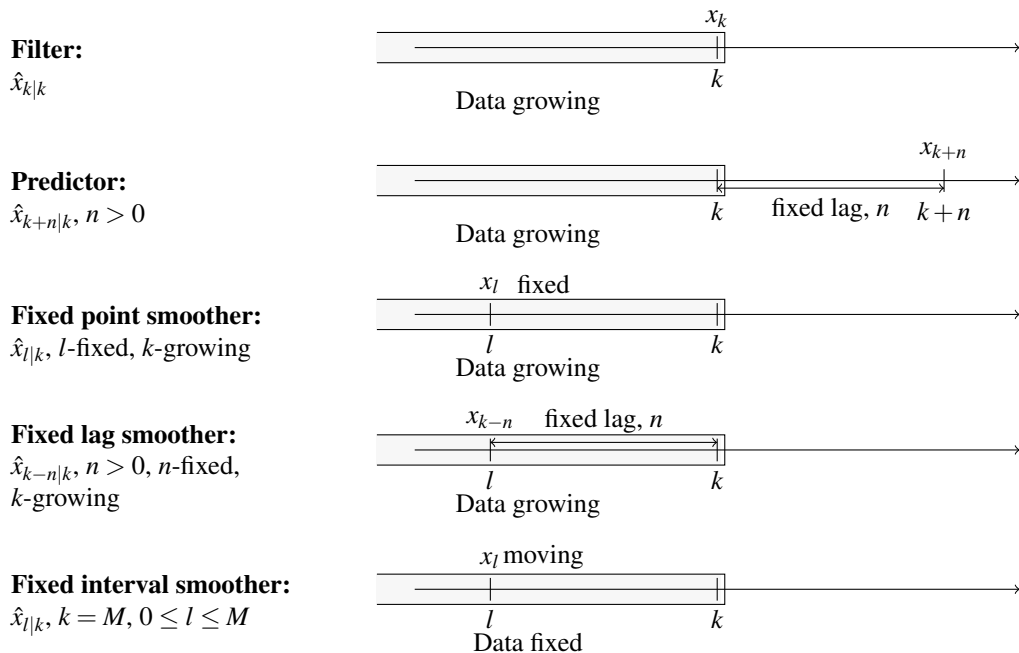 x_k
Filter:
x̂_{k|k}
k
Data growing
x_{k+n}
Predictor:
x̂_{k+n|k}, n > 0
k fixed lag, n k+n
Data growing
x_l fixed
Fixed point smoother:
x̂_{l|k}, l-fixed, k-growing
l k
Data growing
x_{k−n} fixed lag, n
Fixed lag smoother:
x̂_{k−n|k}, n > 0, n-fixed,
k-growing
l k
Data growing
x_l moving
Fixed interval smoother:
x̂_{l|k}, k = M, 0 ≤ l ≤ M
l k
Data fixed